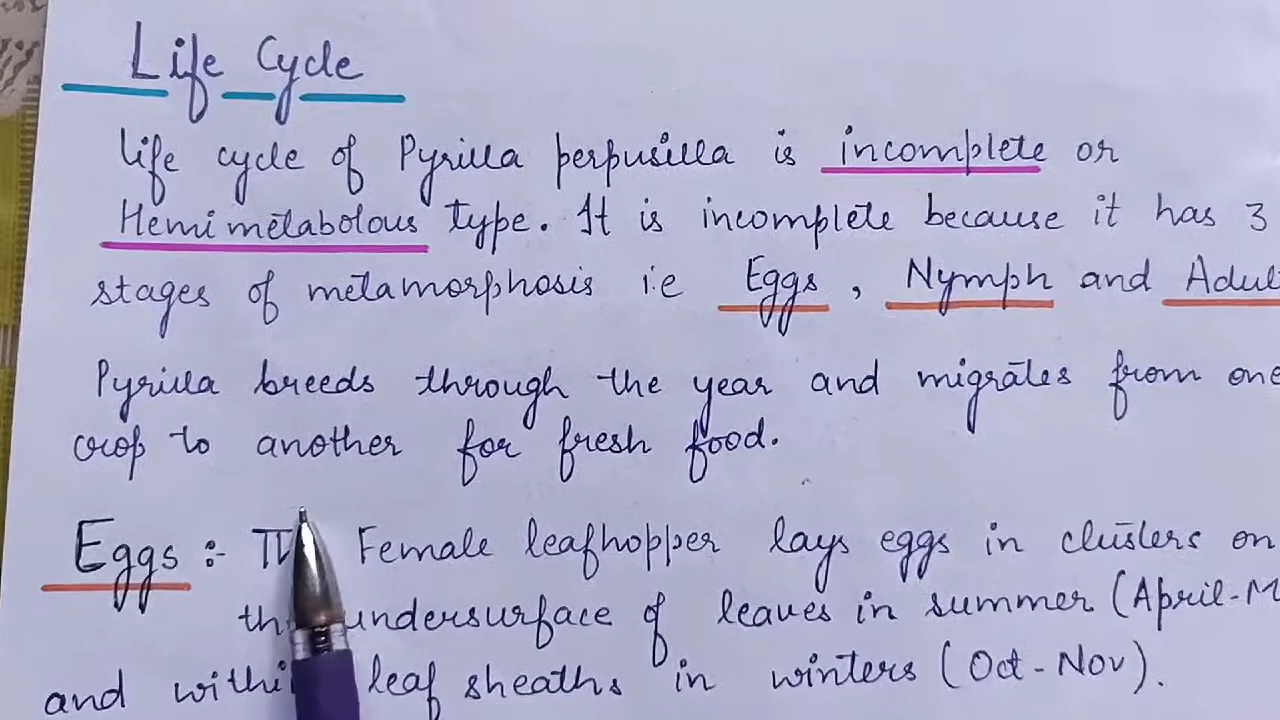 Life Cycle
life cycle of Pyrilla perpusilla is incomplete or
Hemimetabolous type. It is incomplete because it has 3
stages of metamorphosis i.e Eggs, Nymph and Adul
Pyrilla breeds through the year and migrates from one
crop to another for fresh food.
Eggs :- Female leafhopper lays eggs in clusters on
undersurface of leaves in summer (April-M
and leaf sheaths in winters (Oct-Nov).